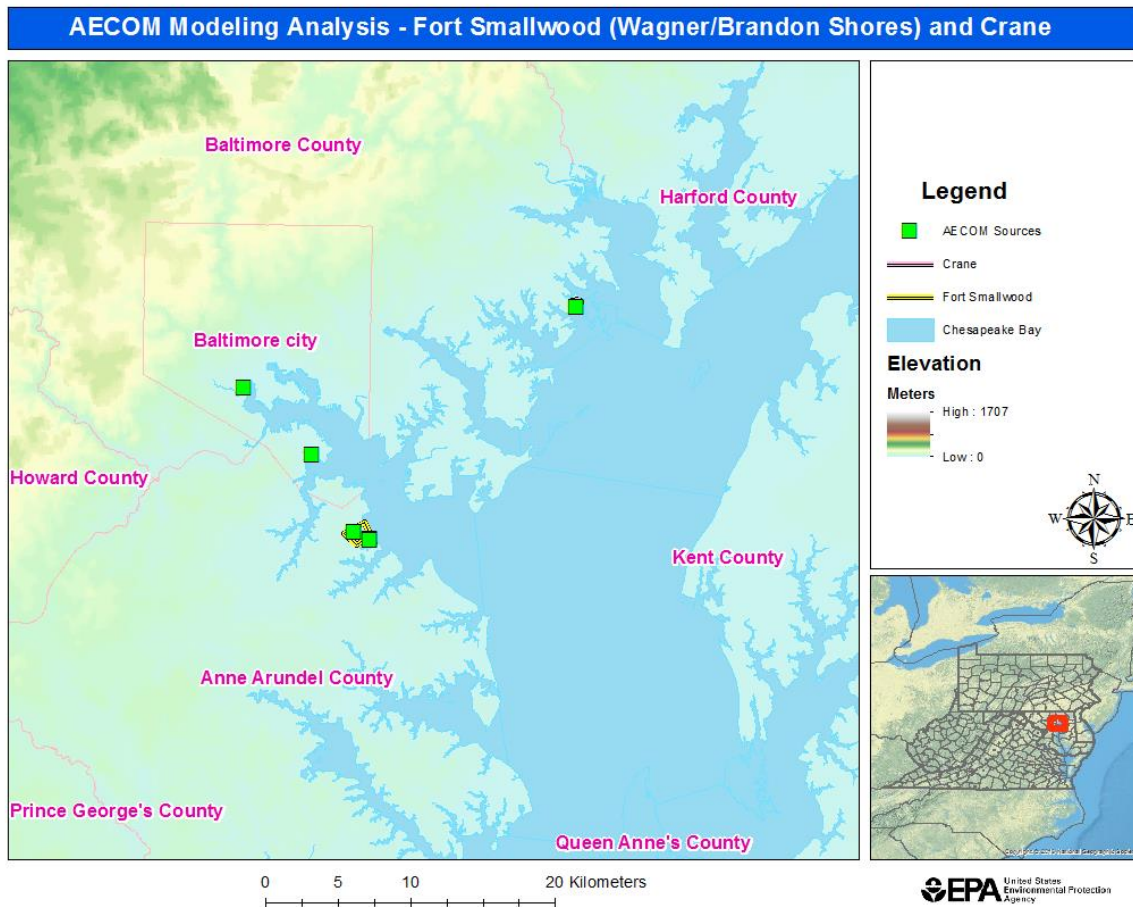 AECOM Modeling Analysis - Fort Smallwood (Wagner/Brandon Shores) and Crane
Baltimore County
Harford County
Baltimore city
Howard County
Kent County
Anne Arundel County
Prince George's County
Queen Anne's County
Legend
AECOM Sources
Crane
Fort Smallwood
Chesapeake Bay
Elevation
Meters
High : 1707
Low : 0
N
W
E
S
0 5 10 20 Kilometers
EPA
United States
Environmental Protection
Agency